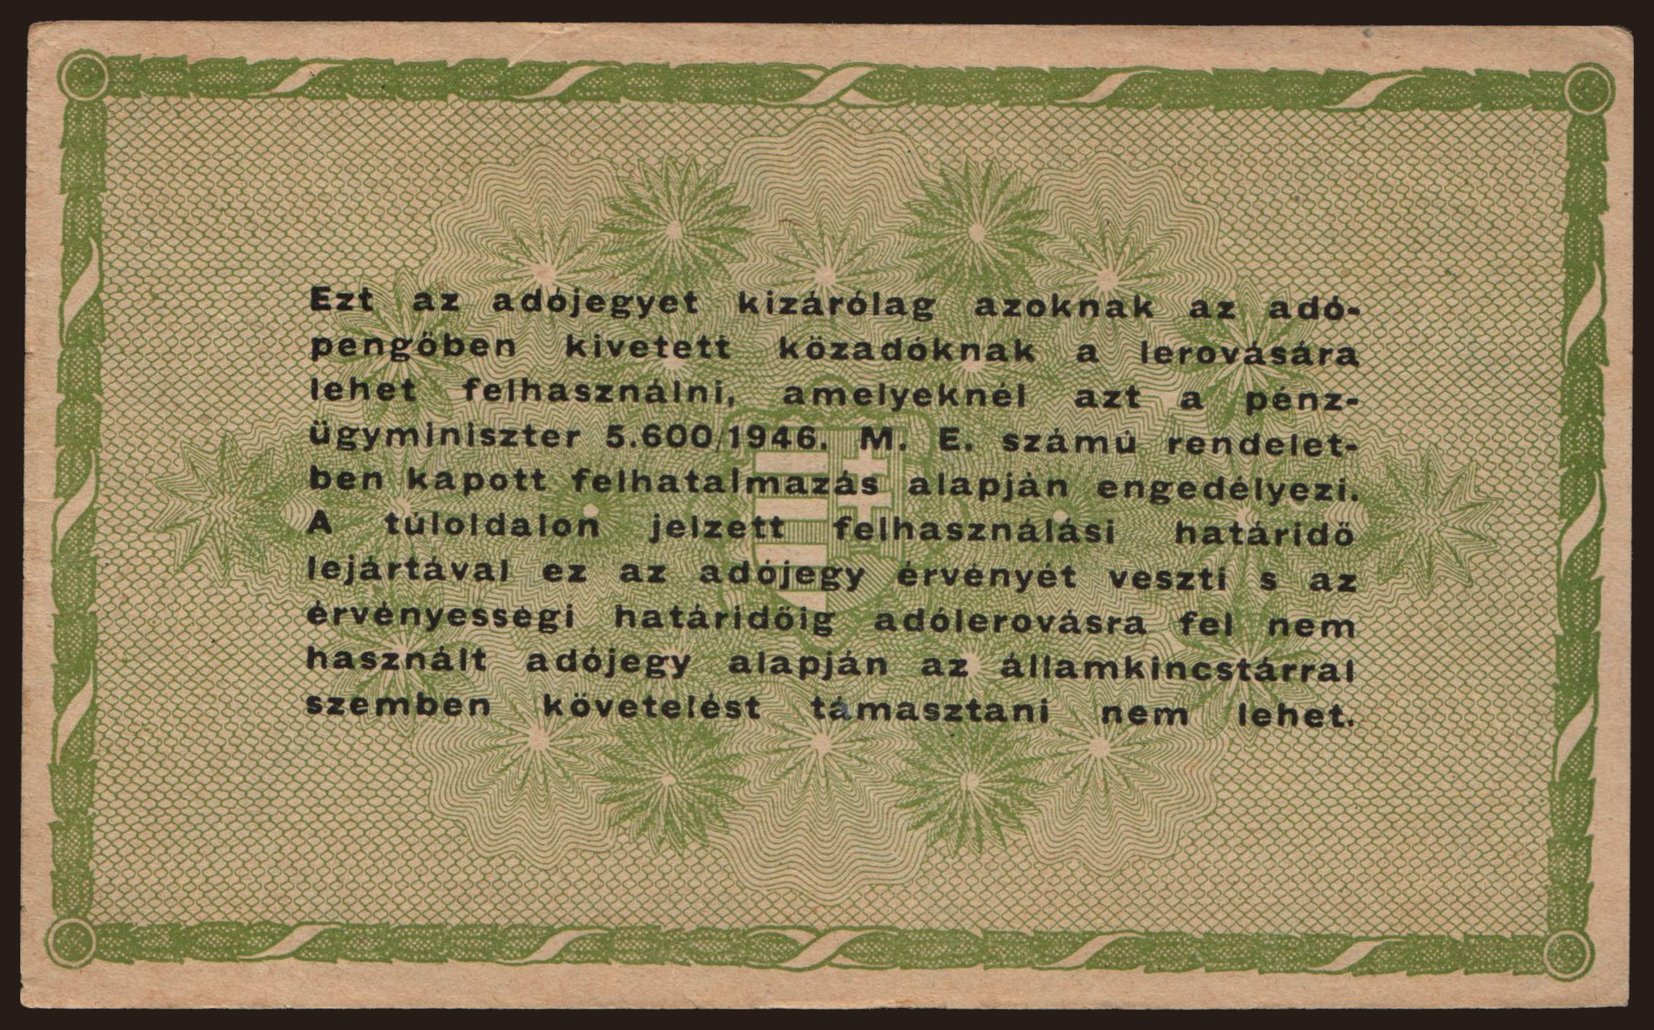 Ezt az adójegyet kizárólag azoknak az adó-
pengőben kivetett közadóknak a lerovására
lehet felhasználni, amelyeknél azt a pénz-
ügyminiszter 5.600/1946. M. E. számú rendelet-
ben kapott felhatalmazás alapján engedélyezi.
A túloldalon jelzett felhasználási határidő
lejártával ez az adójegy érvényét veszti s az
érvényességi határidőig adólerovásra fel nem
használt adójegy alapján az államkincstárral
szemben követelést támasztani nem lehet.